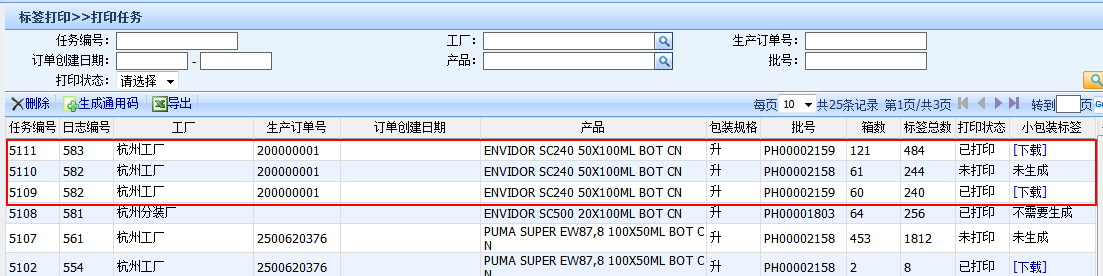 标签打印>>打印任务
任务编号： 工厂： 生产订单号：
订单创建日期： - 产品： 批号：
打印状态： 请选择
删除 生成通用码 导出 每页 10 共25条记录 第1页/共3页 转到 页 Go
任务编号 日志编号 工厂 生产订单号 订单创建日期 产品 包装规格 批号 箱数 标签总数 打印状态 小包装标签
5111 583 杭州工厂 200000001 ENVIDOR SC240 50X100ML BOT CN 升 PH00002159 121 484 已打印 [下载]
5110 582 杭州工厂 200000001 ENVIDOR SC240 50X100ML BOT CN 升 PH00002158 61 244 未打印 未生成
5109 582 杭州工厂 200000001 ENVIDOR SC240 50X100ML BOT CN 升 PH00002159 60 240 已打印 [下载]
5108 581 杭州分装厂 ENVIDOR SC500 20X100ML BOT CN 升 PH00001803 64 256 已打印 不需要生成
5107 561 杭州工厂 2500620376 PUMA SUPER EW87,8 100X50ML BOT C
N 升 PH00002158 453 1812 未打印 未生成
5102 554 杭州工厂 2500620376 PUMA SUPER EW87,8 100X50ML BOT C
N 升 PH00002158 2 8 已打印 [下载]